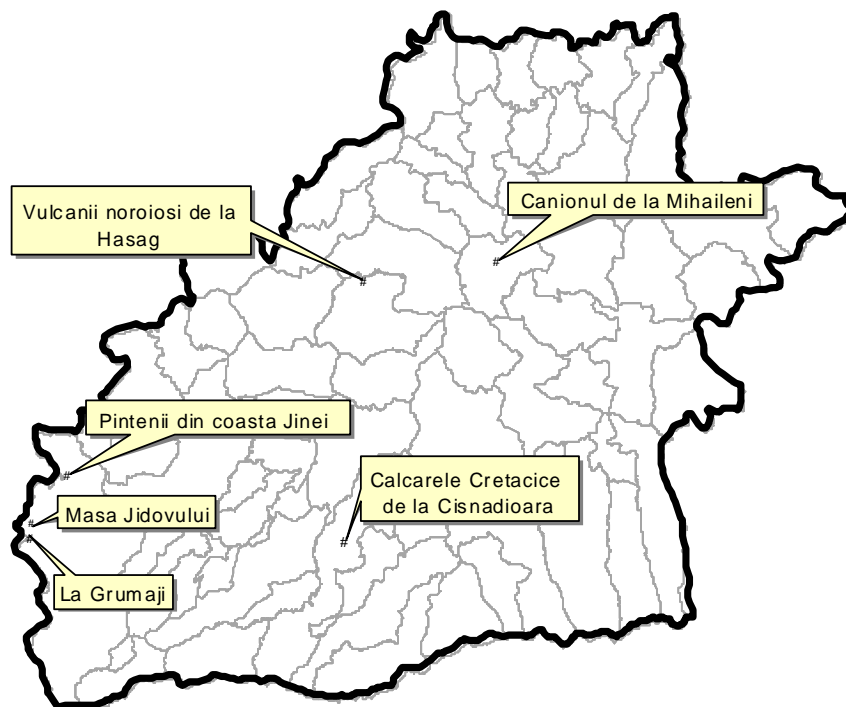 Canionul de la Mihaileni
Vulcanii noroiosi de la
Hasag
Pintenii din coasta Jinei
Calcarele Cretacice
de la Cisnadioara
Masa Jidovului
La Grumaji